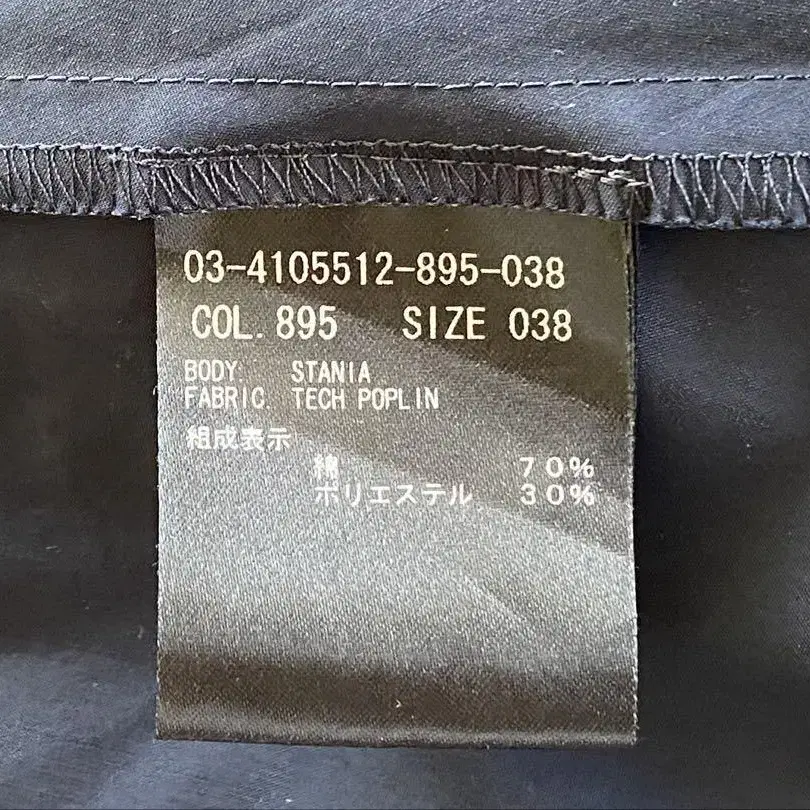 03-4105512-895-038
COL. 895 SIZE 038
BODY. STANIA
FABRIC. TECH POPLIN
組成表示
綿 70%
ポリエステル 30%